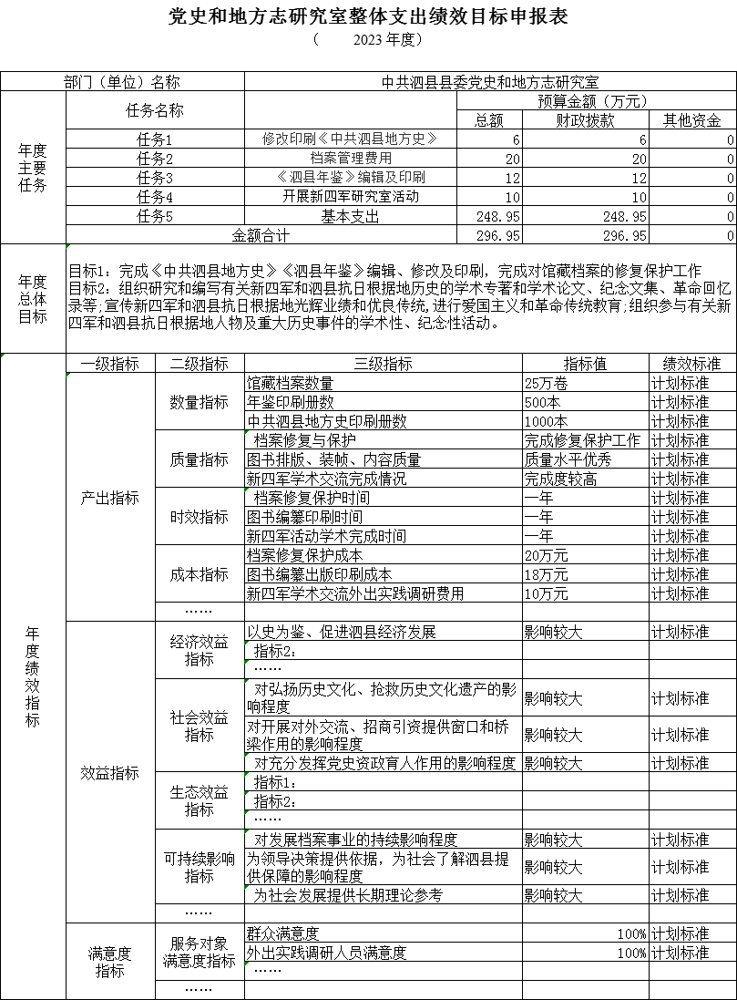 党史和地方志研究室整体支出绩效目标申报表
（ 2023年度）
部门（单位）名称 中共泗县县委党史和地方志研究室
年度主要任务 任务名称 预算金额（万元）
总额 财政拨款 其他资金
任务1 修改印刷《中共泗县地方史》 6 6 0
任务2 档案管理费用 20 20 0
任务3 《泗县年鉴》编辑及印刷 12 12 0
任务4 开展新四军研究室活动 10 10 0
任务5 基本支出 248.95 248.95 0
金额合计 296.95 296.95 0
年度
总体
目标
目标1：完成《中共泗县地方史》《泗县年鉴》编辑、修改及印刷，完成对馆藏档案的修复保护工作
目标2：组织研究和编写有关新四军和泗县抗日根据地历史的学术专著和学术论文、纪念文集、革命回忆
录等;宣传新四军和泗县抗日根据地光辉业绩和优良传统,进行爱国主义和革命传统教育;组织参与有关新
四军和泗县抗日根据地人物及重大历史事件的学术性、纪念性活动。
年度绩效指标
一级指标 二级指标 三级指标 指标值 绩效标准
产出指标
数量指标
馆藏档案数量 25万卷 计划标准
年鉴印刷册数 500本 计划标准
中共泗县地方史印刷册数 1000本 计划标准
质量指标
档案修复与保护 完成修复保护工作 计划标准
图书排版、装帧、内容质量 质量水平优秀 计划标准
新四军学术交流完成情况 完成度较高 计划标准
时效指标
档案修复保护时间 一年 计划标准
图书编纂印刷时间 一年 计划标准
新四军活动学术完成时间 一年 计划标准
成本指标
档案修复保护成本 20万元 计划标准
图书编纂出版印刷成本 18万元 计划标准
新四军学术交流外出实践调研费用 10万元 计划标准
……
效益指标
经济效益
指标
以史为鉴、促进泗县经济发展 影响较大 计划标准
指标2：
……
社会效益
指标
对弘扬历史文化、抢救历史文化遗产的影
响程度 影响较大 计划标准
对开展对外交流、招商引资提供窗口和桥
梁作用的影响程度 影响较大 计划标准
对充分发挥党史资政育人作用的影响程度 影响较大 计划标准
生态效益
指标
指标1：
指标2：
……
可持续影响
指标
对发展档案事业的持续影响程度 影响较大 计划标准
为领导决策提供依据，为社会了解泗县提
供保障的影响程度 影响较大 计划标准
为社会发展提供长期理论参考 影响较大 计划标准
……
满意度
指标
服务对象
满意度指标
群众满意度 100% 计划标准
外出实践调研人员满意度 100% 计划标准
……
……